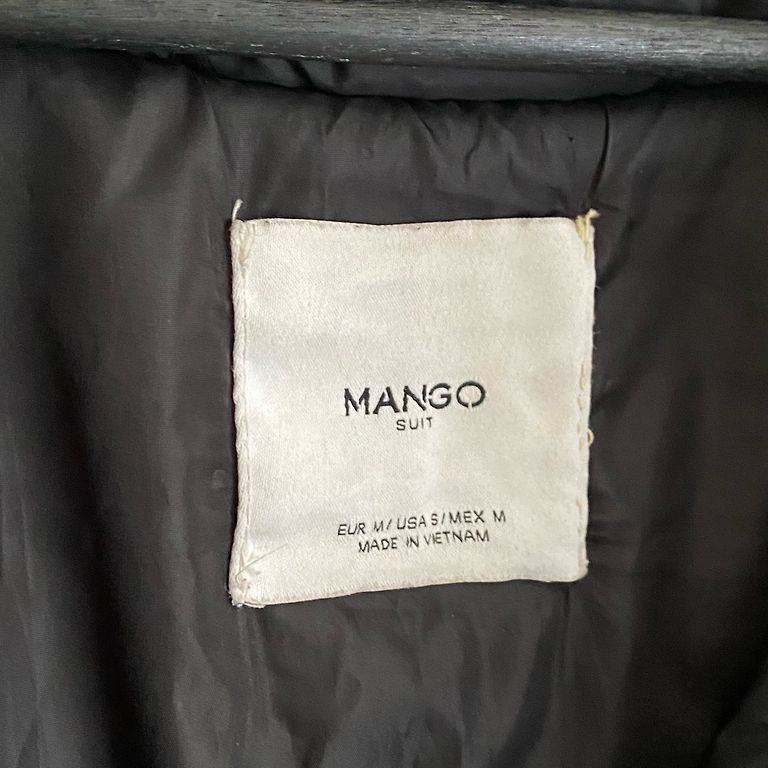 MANGO
SUIT
EUR M/USA S/MEX M
MADE IN VIETNAM